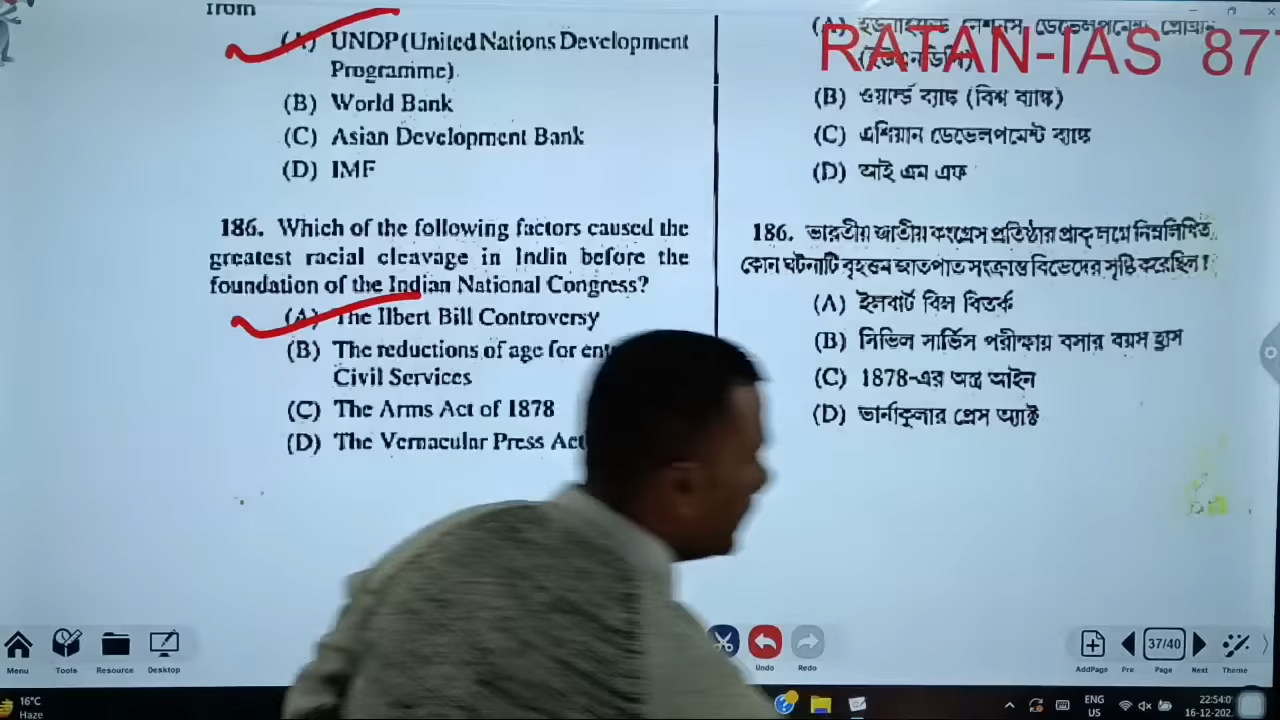 from
(A) UNDP (United Nations Development
Programme)
(B) World Bank
(C) Asian Development Bank
(D) IMF
186. Which of the following factors caused the
greatest racial cleavage in India before the
foundation of the Indian National Congress?
(A) The Ilbert Bill Controversy
(B) The reductions of age for
Civil Services
(C) The Arms Act of 1878
(D) The Vernacular Press Act
RATAN-IAS 877
(B) ওয়ার্ল্ড ব্যাঙ্ক (বিশ্ব ব্যাঙ্ক)
(C) এশিয়ান ডেভেলপমেন্ট ব্যাঙ্ক
(D) আই এম এফ
186. ভারতীয় জাতীয় কংগ্রেস প্রতিষ্ঠার প্রাক্ লগ্নে নিম্নলিখিত
কোন ঘটনাটি বৃহত্তম জাতপাত সংক্রান্ত বিভেদের সৃষ্টি করেছিল।
(A) ইলবার্ট বিল বিতর্ক
(B) সিভিল সার্ভিস পরীক্ষায় বসার বয়স হ্রাস
(C) 1878-এর অস্ত্র আইন
(D) ভার্নাকুলার প্রেস অ্যাক্ট
Menu Tools Resource Desktop
Undo Redo
37/40
AddPage Pre Page Next Theme
16°C
Haze
ENG
US
22:54:0
16-12-202